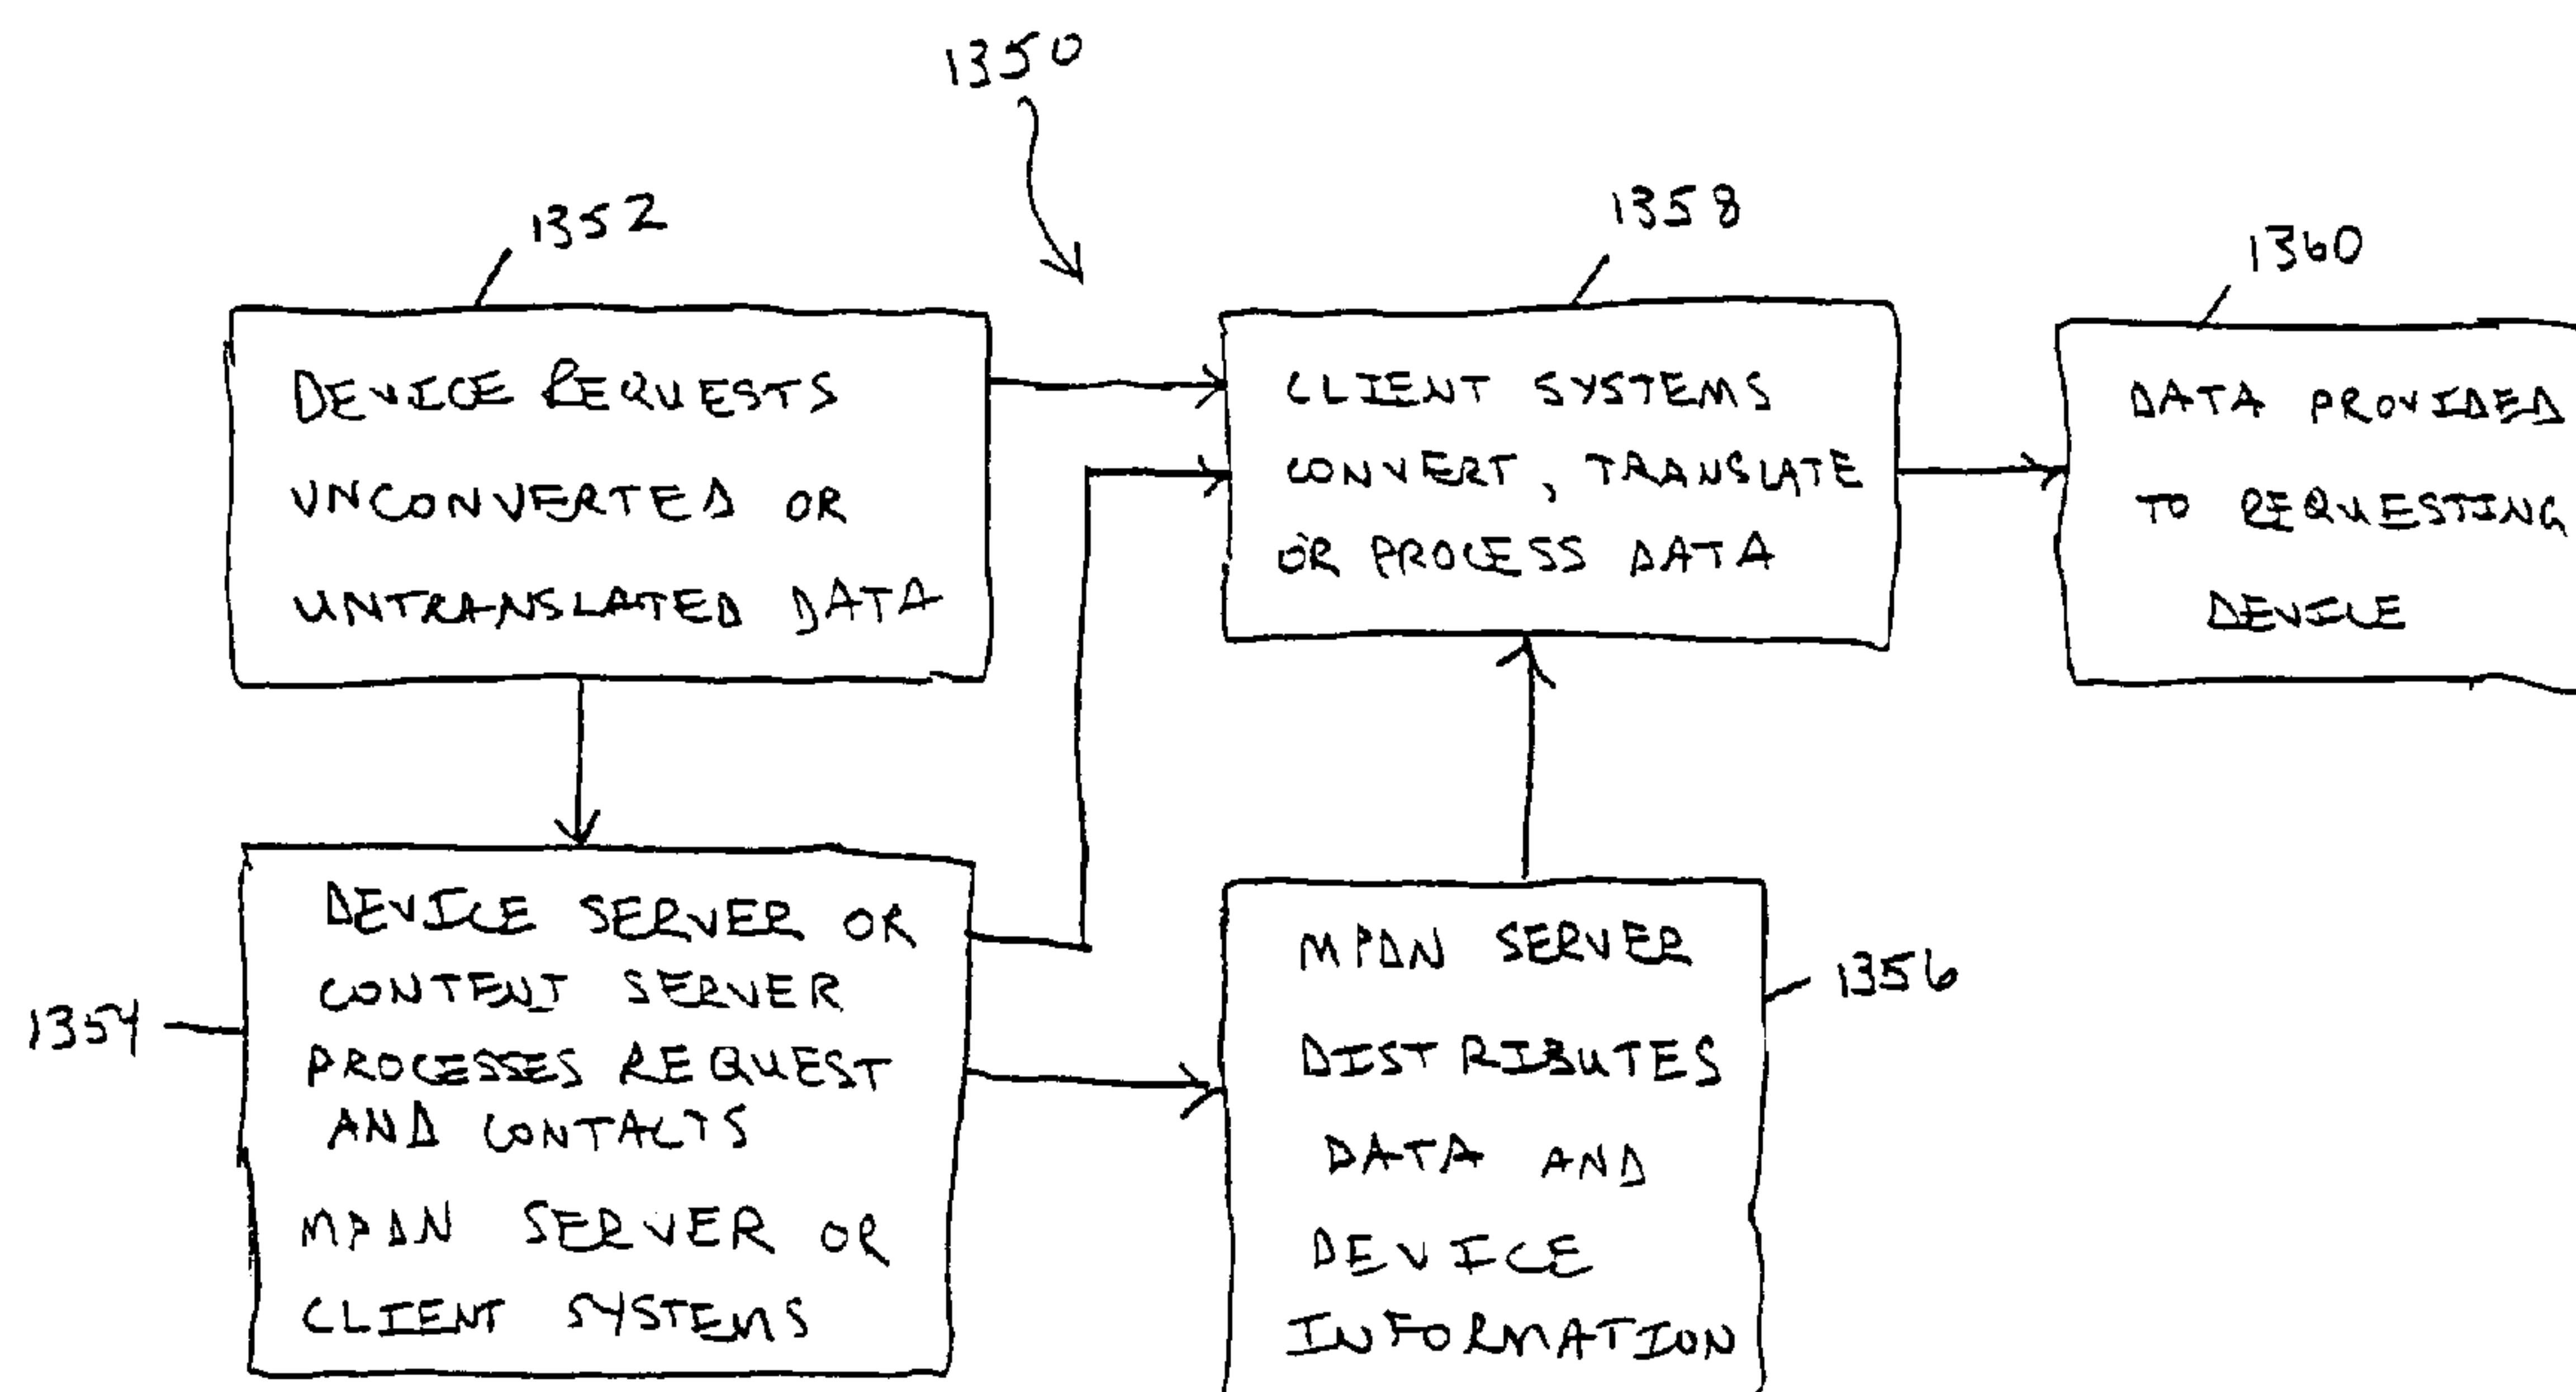 1350
1352
DEVICE REQUESTS
UNCONVERTED OR
UNTRANSLATED DATA
1358
CLIENT SYSTEMS
CONVERT, TRANSLATE
OR PROCESS DATA
1360
DATA PROVIDED
TO REQUESTING
DEVICE
1354
DEVICE SERVER OR
CONTENT SERVER
PROCESSES REQUEST
AND CONTACTS
MPDN SERVER OR
CLIENT SYSTEMS
MPDN SERVER
DISTRIBUTES
DATA AND
DEVICE
INFORMATION
1356